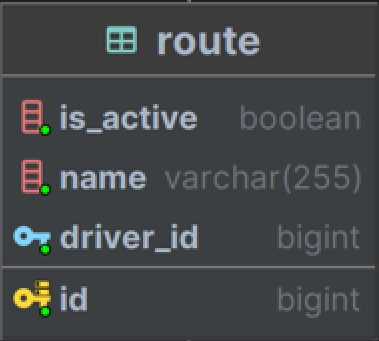 route
is_active boolean
name varchar(255)
driver_id bigint
id bigint